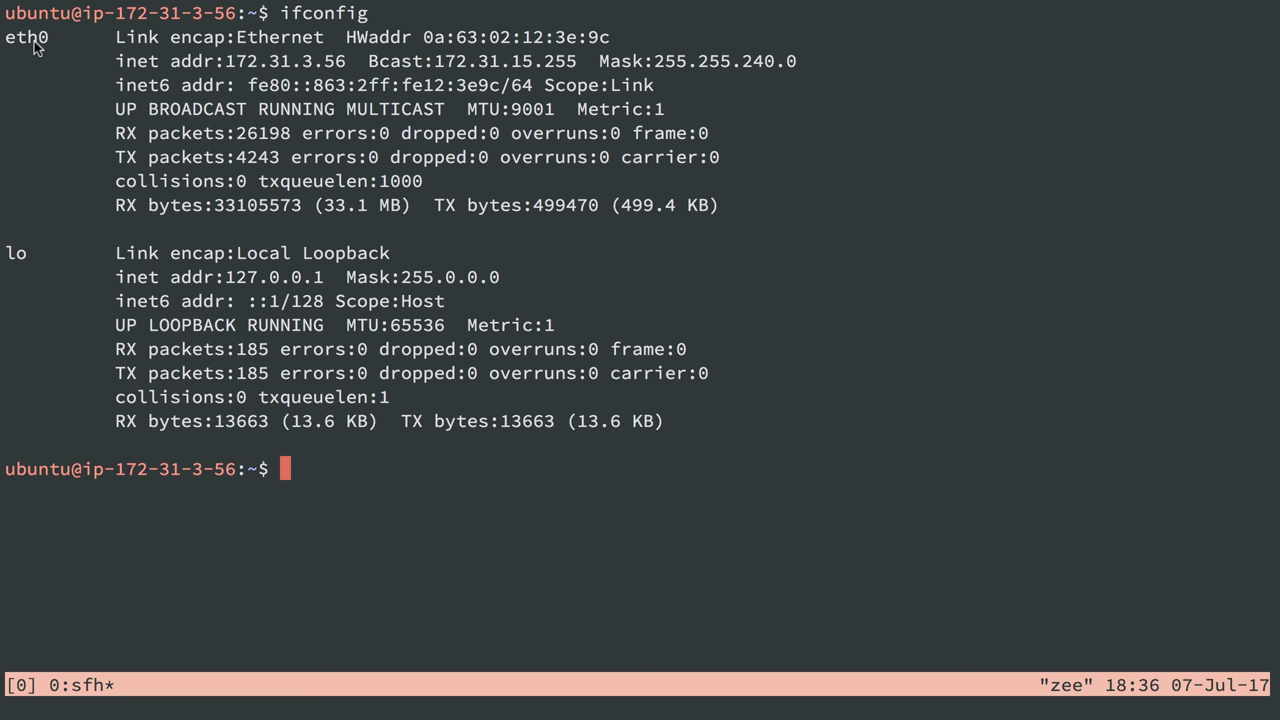 ubuntu@ip-172-31-3-56:~$ ifconfig
eth0      Link encap:Ethernet  HWaddr 0a:63:02:12:3e:9c
          inet addr:172.31.3.56  Bcast:172.31.15.255  Mask:255.255.240.0
          inet6 addr: fe80::863:2ff:fe12:3e9c/64 Scope:Link
          UP BROADCAST RUNNING MULTICAST  MTU:9001  Metric:1
          RX packets:26198 errors:0 dropped:0 overruns:0 frame:0
          TX packets:4243 errors:0 dropped:0 overruns:0 carrier:0
          collisions:0 txqueuelen:1000
          RX bytes:33105573 (33.1 MB)  TX bytes:499470 (499.4 KB)

lo        Link encap:Local Loopback
          inet addr:127.0.0.1  Mask:255.0.0.0
          inet6 addr: ::1/128 Scope:Host
          UP LOOPBACK RUNNING  MTU:65536  Metric:1
          RX packets:185 errors:0 dropped:0 overruns:0 frame:0
          TX packets:185 errors:0 dropped:0 overruns:0 carrier:0
          collisions:0 txqueuelen:1
          RX bytes:13663 (13.6 KB)  TX bytes:13663 (13.6 KB)

ubuntu@ip-172-31-3-56:~$
[0] 0:sfh* "zee" 18:36 07-Jul-17